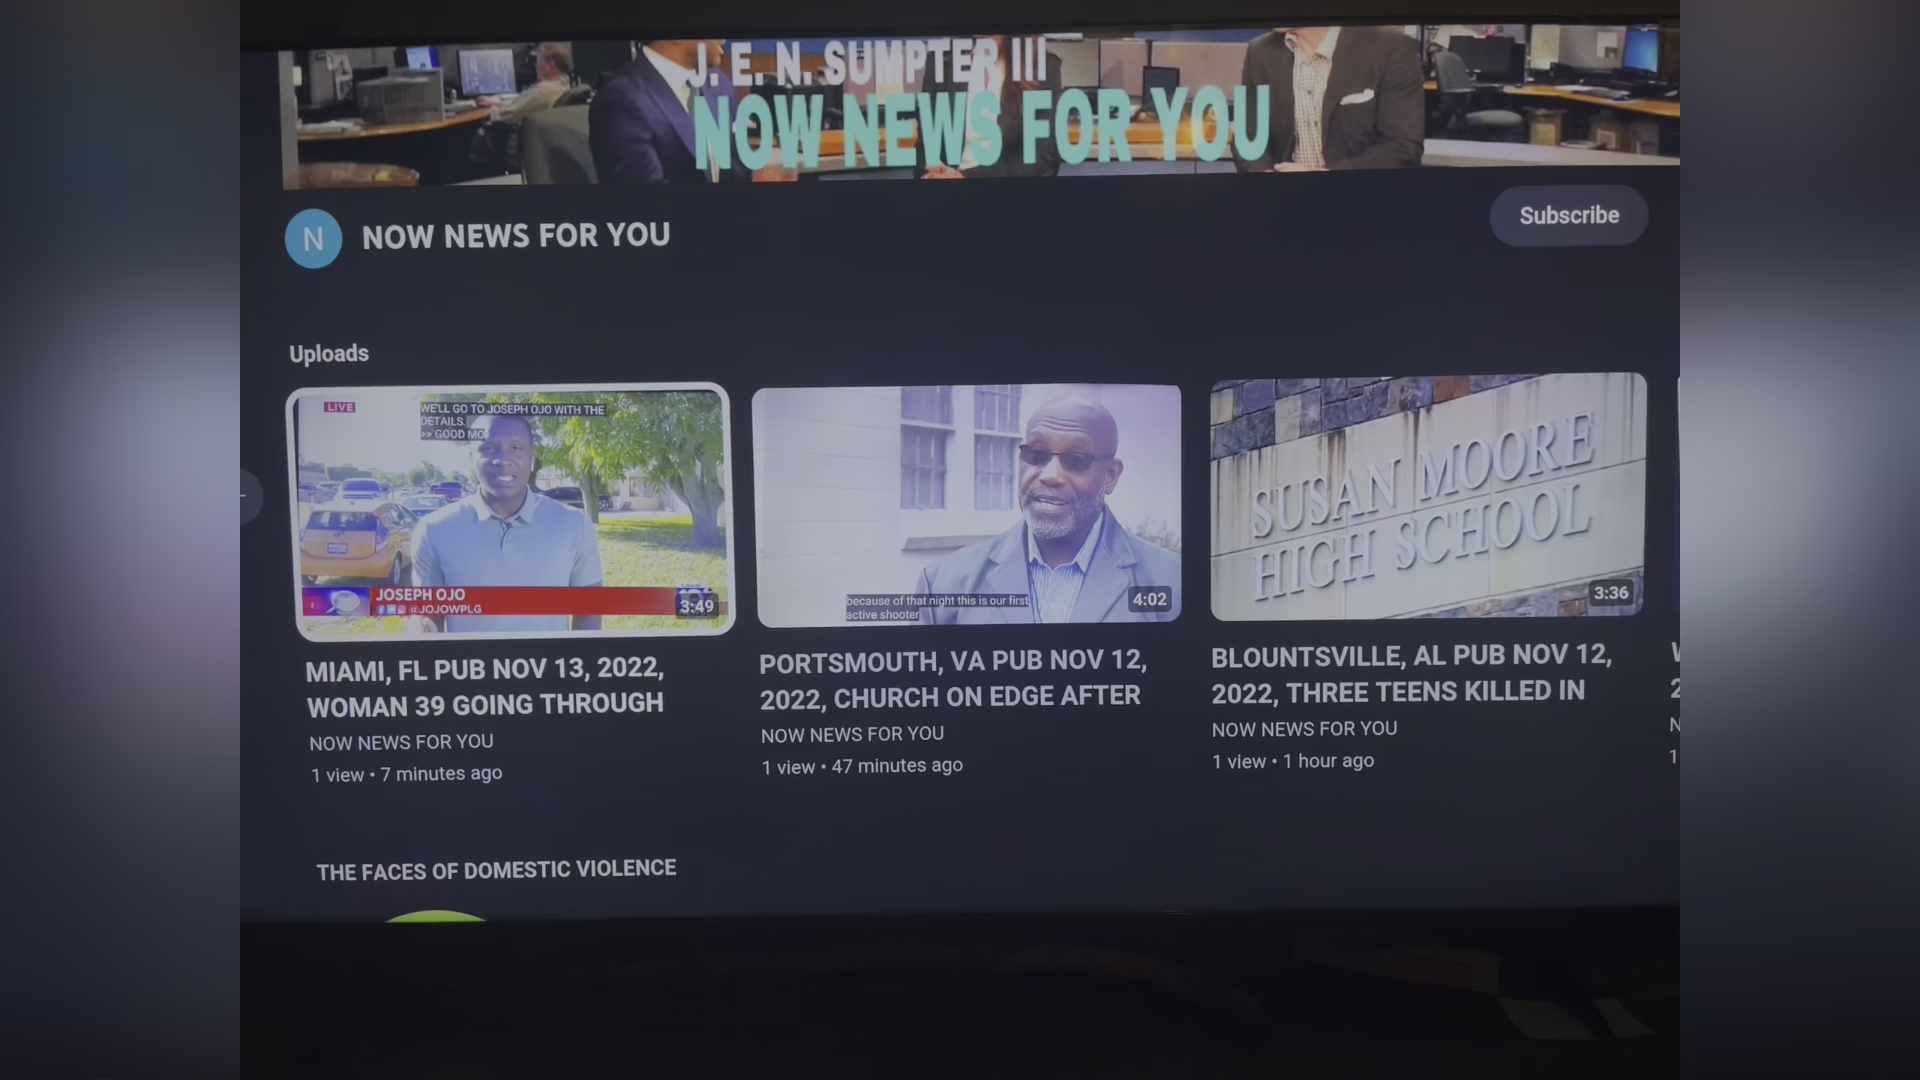 J. E. N. SUMPTER III
NOW NEWS FOR YOU
N
NOW NEWS FOR YOU
Subscribe
Uploads
LIVE
WE'LL GO TO JOSEPH OJO WITH THE
DETAILS.
>> GOOD MO
JOSEPH OJO
@JOJOWPLG
3:49
because of that night this is our first
active shooter
4:02
SUSAN MOORE
HIGH SCHOOL
3:36
MIAMI, FL PUB NOV 13, 2022,
WOMAN 39 GOING THROUGH
NOW NEWS FOR YOU
1 view • 7 minutes ago
PORTSMOUTH, VA PUB NOV 12,
2022, CHURCH ON EDGE AFTER
NOW NEWS FOR YOU
1 view • 47 minutes ago
BLOUNTSVILLE, AL PUB NOV 12,
2022, THREE TEENS KILLED IN
NOW NEWS FOR YOU
1 view • 1 hour ago
THE FACES OF DOMESTIC VIOLENCE